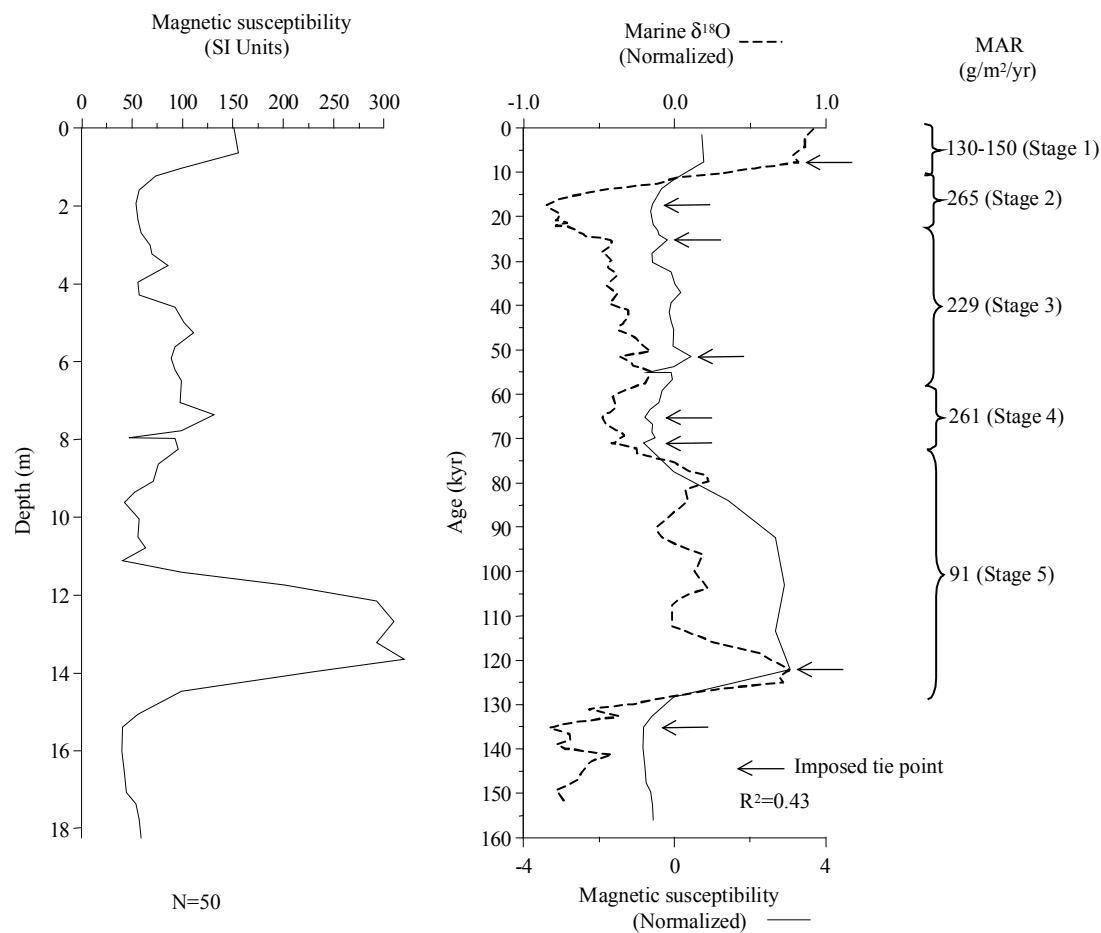 Magnetic susceptibility
(SI Units)
0 50 100 150 200 250 300
0
2
4
6
8
10
12
14
16
18
Depth (m)
N=50
Marine δ¹⁸O
(Normalized)
-1.0 0.0 1.0
0
10
20
30
40
50
60
70
80
90
100
110
120
130
140
150
160
Age (kyr)
-4 0 4
Magnetic susceptibility
(Normalized)
Imposed tie point
R²=0.43
MAR
(g/m²/yr)
130-150 (Stage 1)
265 (Stage 2)
229 (Stage 3)
261 (Stage 4)
91 (Stage 5)